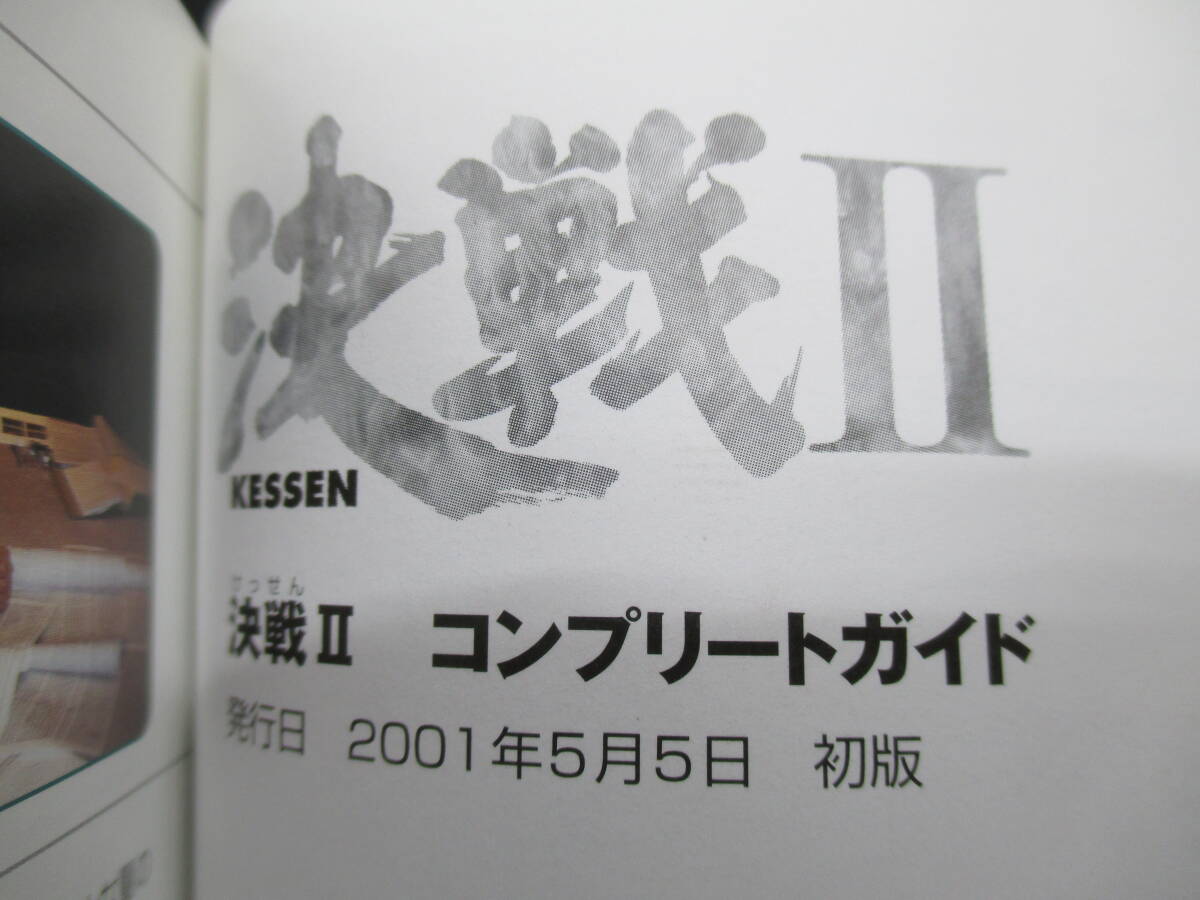 決戦II
KESSEN
けっせん
決戦II コンプリートガイド
発行日 2001年5月5日 初版